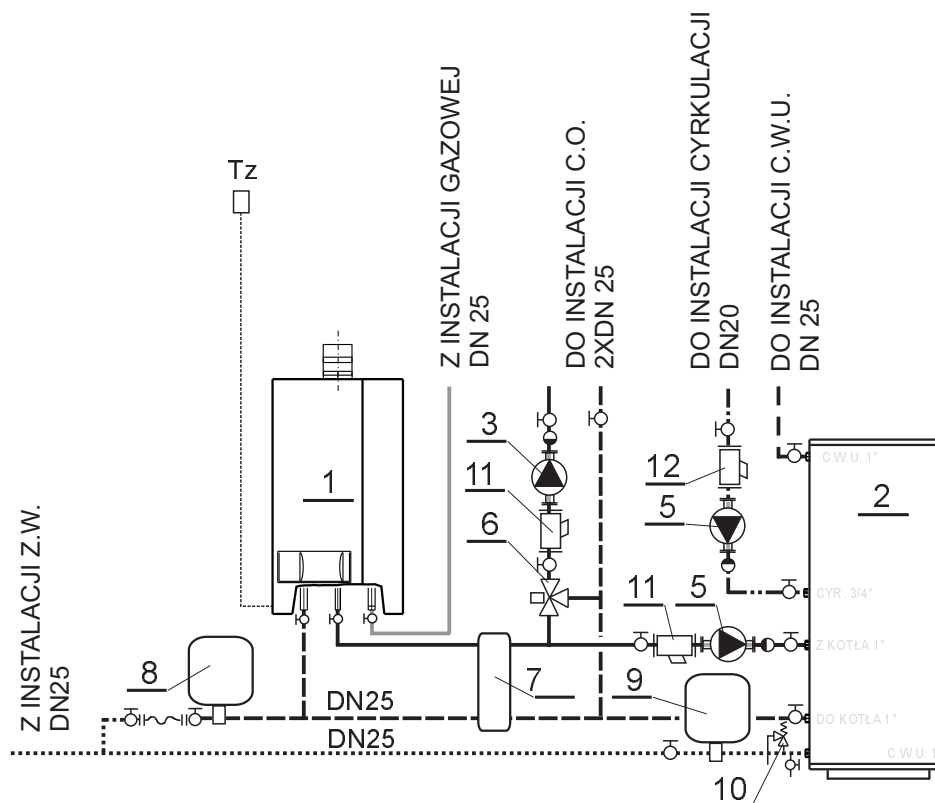 Tz
Z INSTALACJI GAZOWEJ
DN 25
DO INSTALACJI C.O.
2XDN 25
DO INSTALACJI CYRKULACJI
DN20
DO INSTALACJI C.W.U.
DN 25
3
11
6
12
5
C.W.U. 1"
2
1
CYR. 3/4"
11
5
Z KOTŁA 1"
Z INSTALACJI Z.W.
DN25
8
7
9
DN25
DO KOTŁA 1"
DN25
C.W.U. 1
10